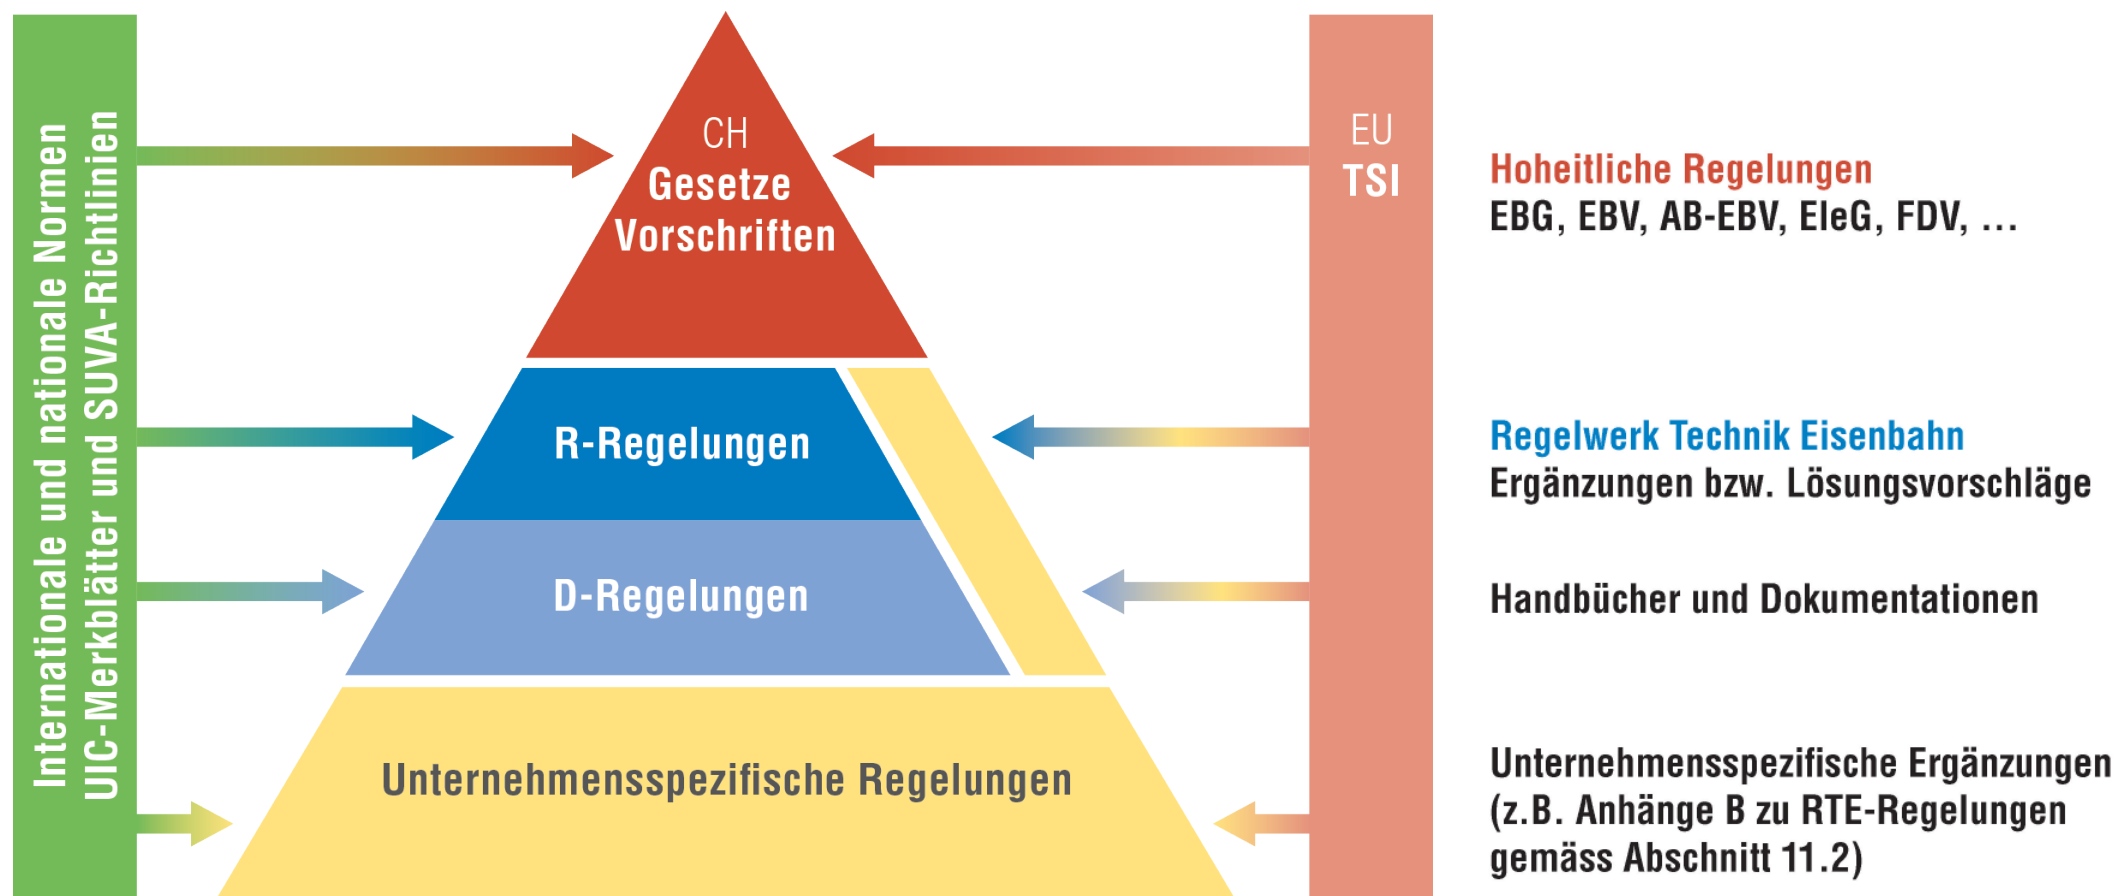 Internationale und nationale Normen
UIC-Merkblätter und SUVA-Richtlinien
CH
Gesetze
Vorschriften
R-Regelungen
D-Regelungen
Unternehmensspezifische Regelungen
EU
TSI
Hoheitliche Regelungen
EBG, EBV, AB-EBV, EleG, FDV, ...
Regelwerk Technik Eisenbahn
Ergänzungen bzw. Lösungsvorschläge
Handbücher und Dokumentationen
Unternehmensspezifische Ergänzungen
(z.B. Anhänge B zu RTE-Regelungen
gemäss Abschnitt 11.2)